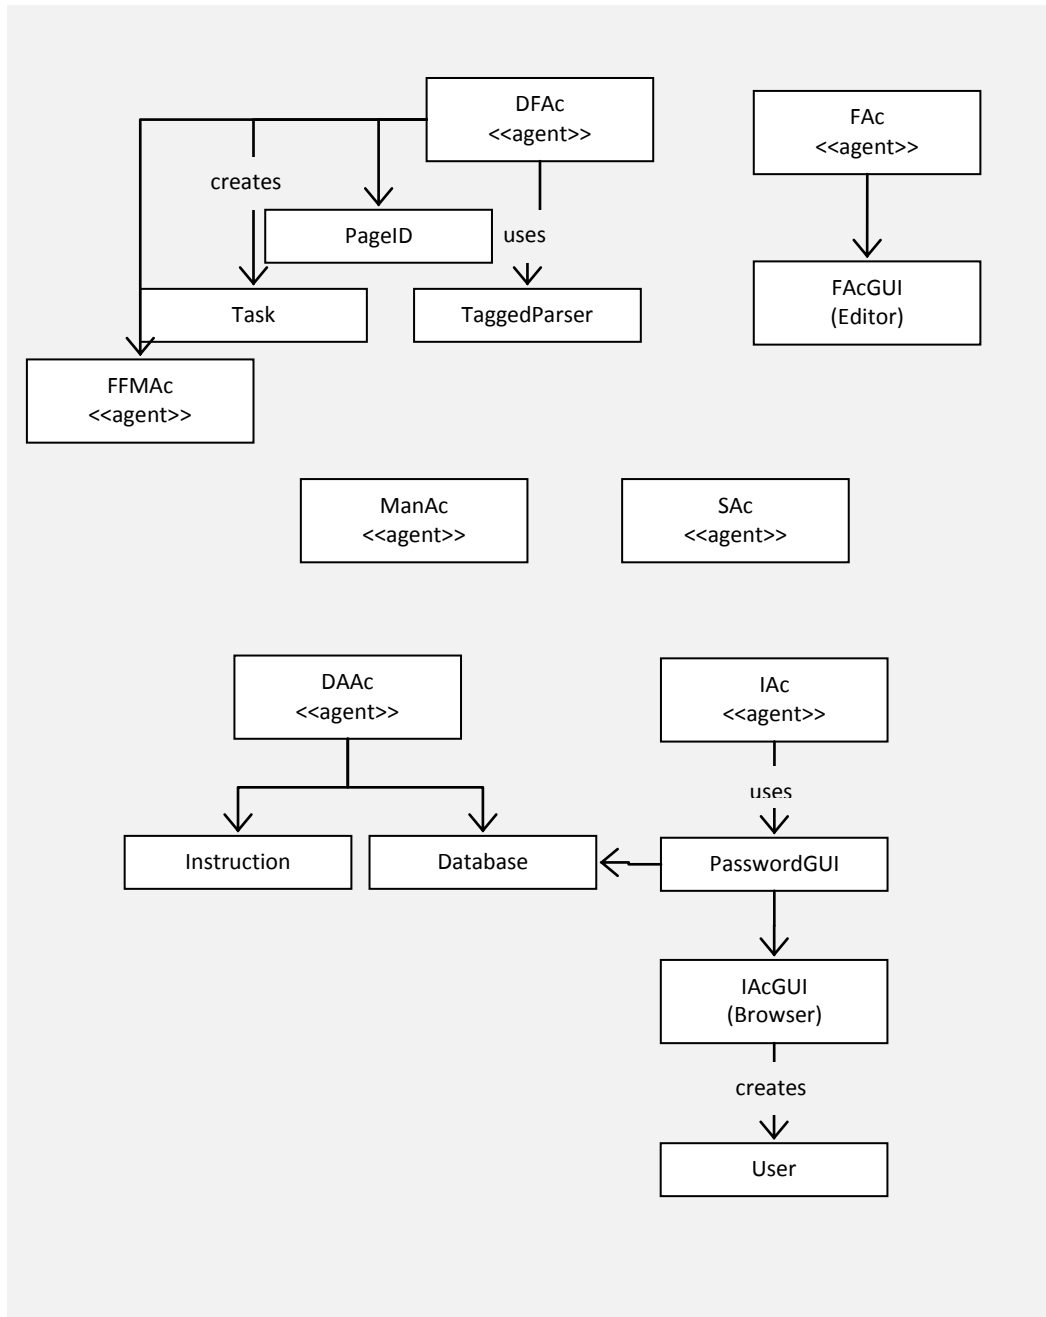 DFAc
<<agent>>
FAc
<<agent>>
creates
PageID
uses
FAcGUI
(Editor)
Task
TaggedParser
FFMAc
<<agent>>
ManAc
<<agent>>
SAc
<<agent>>
DAAc
<<agent>>
IAc
<<agent>>
uses
Instruction
Database
PasswordGUI
IAcGUI
(Browser)
creates
User